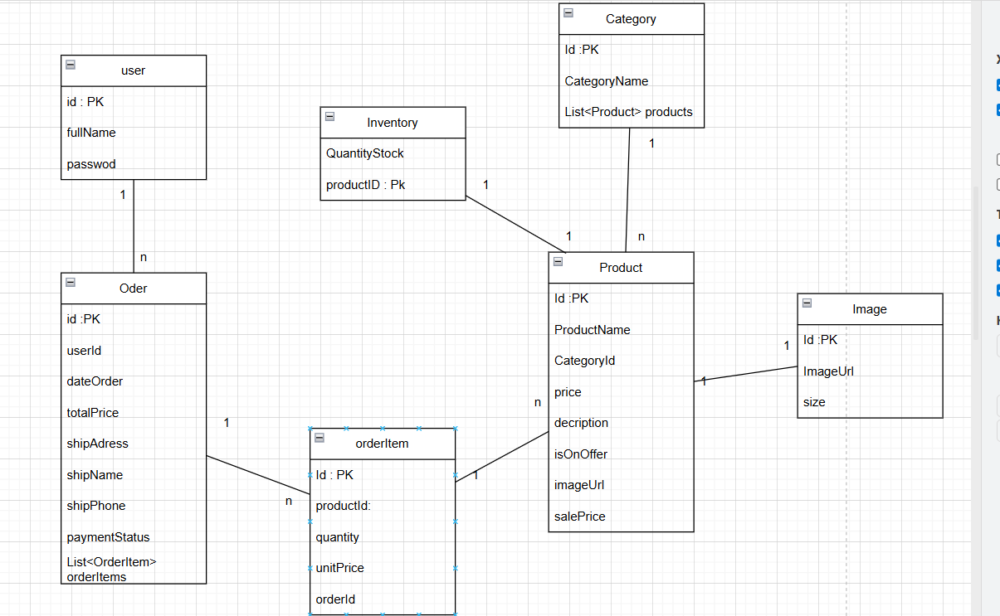 Category
Id :PK
CategoryName
List<Product> products
1
n
user
id : PK
fullName
passwod
1
n
Inventory
QuantityStock
productID : Pk
1
1
Oder
id :PK
userId
dateOrder
totalPrice
shipAdress
shipName
shipPhone
paymentStatus
List<OrderItem>
orderItems
1
n
orderItem
Id : PK
productId:
quantity
unitPrice
orderId
1
n
Product
Id :PK
ProductName
CategoryId
price
decription
isOnOffer
imageUrl
salePrice
1
1
Image
Id :PK
ImageUrl
size